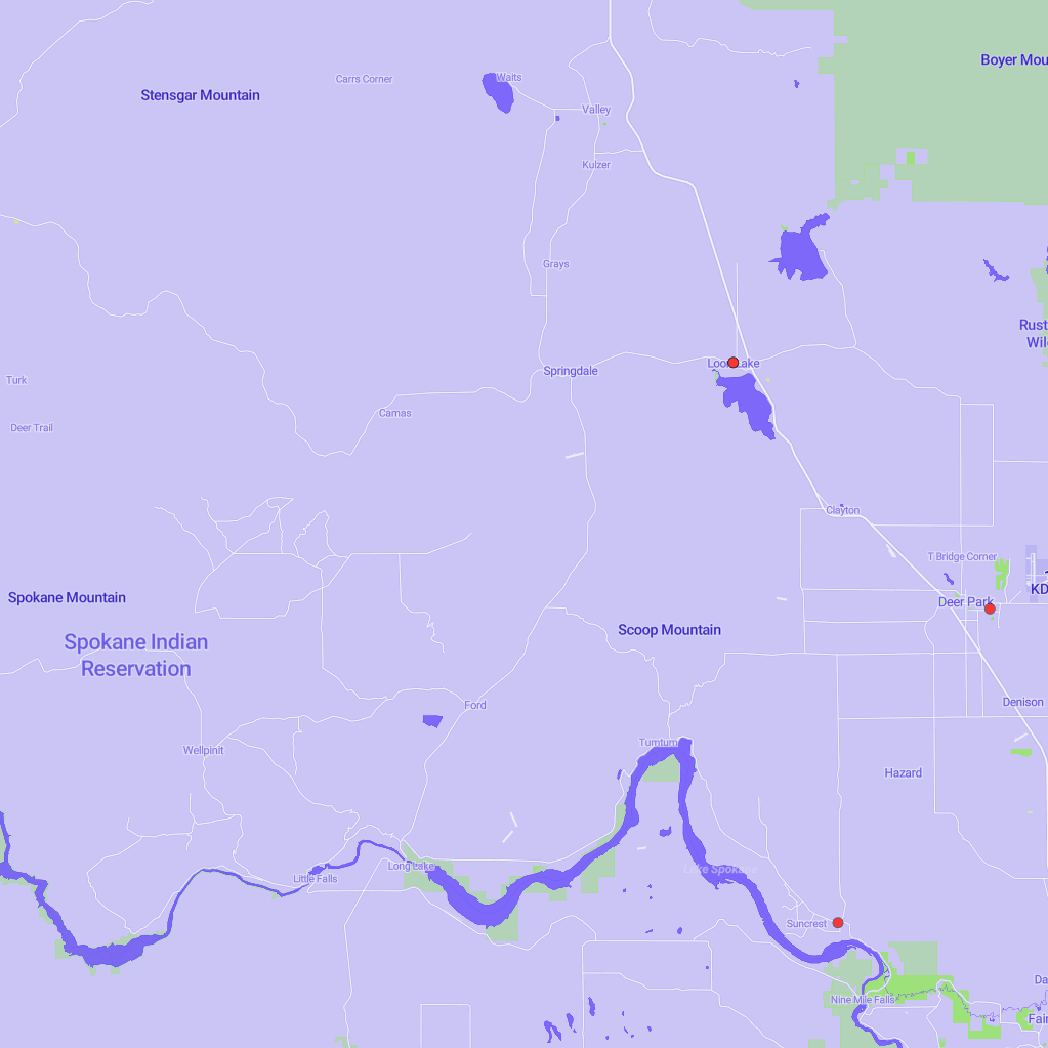 Boyer Mou
Waits
Carrs Corner
Stensgar Mountain
Valley
Kulzer
Grays
Rust
Wil
Loon Lake
Springdale
Turk
Camas
Deer Trail
Clayton
T Bridge Corner
KD
Spokane Mountain
Deer Park
Scoop Mountain
Spokane Indian
Reservation
Denison
Ford
Tumtum
Wellpinit
Hazard
Long Lake
Lake Spokane
Little Falls
Suncrest
Da
Nine Mile Falls
Fair